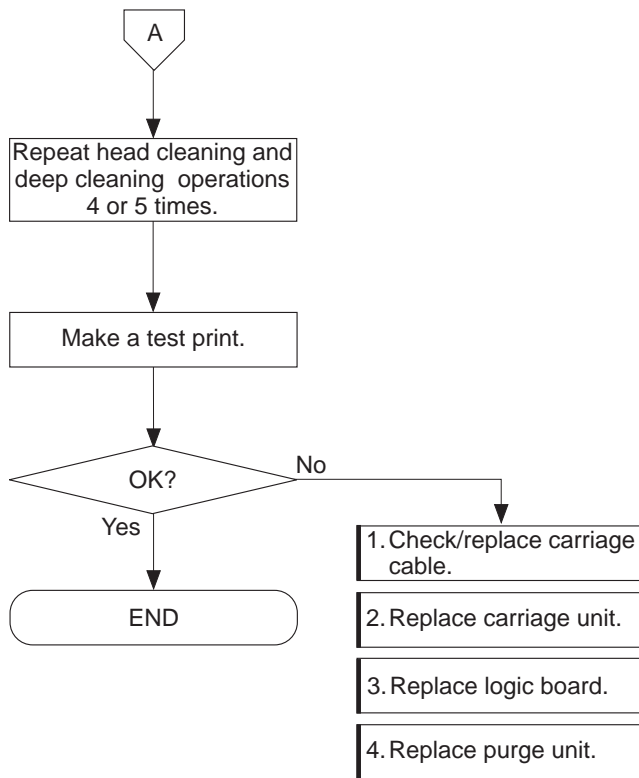 A
Repeat head cleaning and
deep cleaning operations
4 or 5 times.
Make a test print.
OK?
No
Yes
END
1. Check/replace carriage
cable.
2. Replace carriage unit.
3. Replace logic board.
4. Replace purge unit.